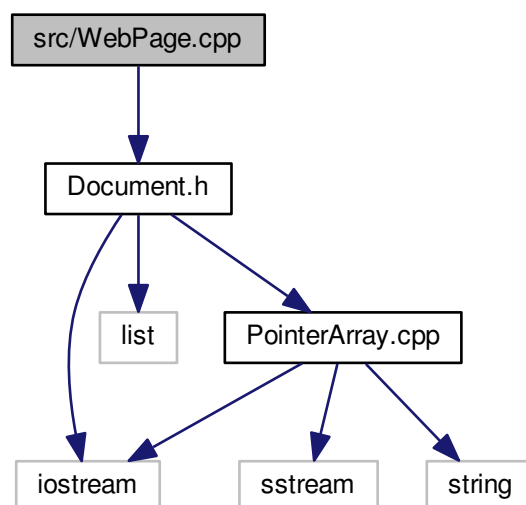 src/WebPage.cpp
Document.h
list
PointerArray.cpp
iostream
sstream
string